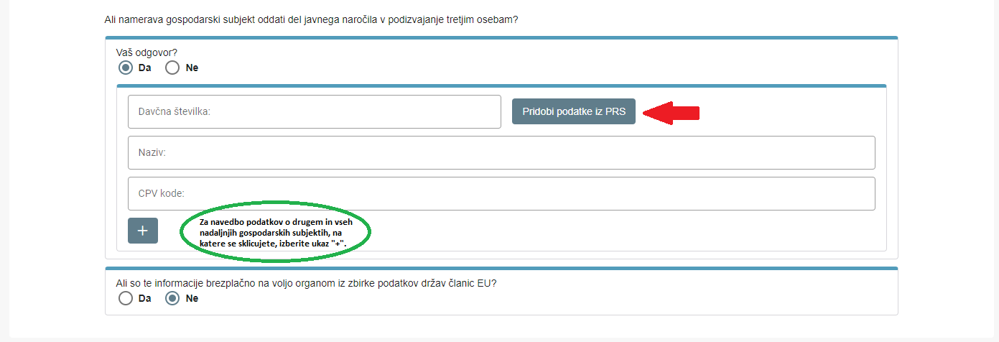 Ali namerava gospodarski subjekt oddati del javnega naročila v podizvajanje tretjim osebam?
Vaš odgovor?
Da Ne
Davčna številka: Pridobi podatke iz PRS
Naziv:
CPV kode:
+ Za navedbo podatkov o drugem in vseh
nadaljnjih gospodarskih subjektih, na
katere se sklicujete, izberite ukaz "+".
Ali so te informacije brezplačno na voljo organom iz zbirke podatkov držav članic EU?
Da Ne